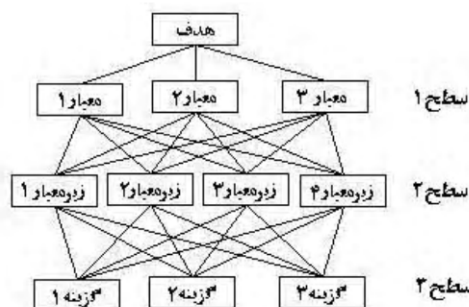 هدف
سطح ۱ معیار ۳ معیار ۲ معیار ۱
سطح ۲ زیرمعیار ۴ زیرمعیار ۳ زیرمعیار ۲ زیرمعیار ۱
سطح ۳ گزینه ۳ گزینه ۲ گزینه ۱